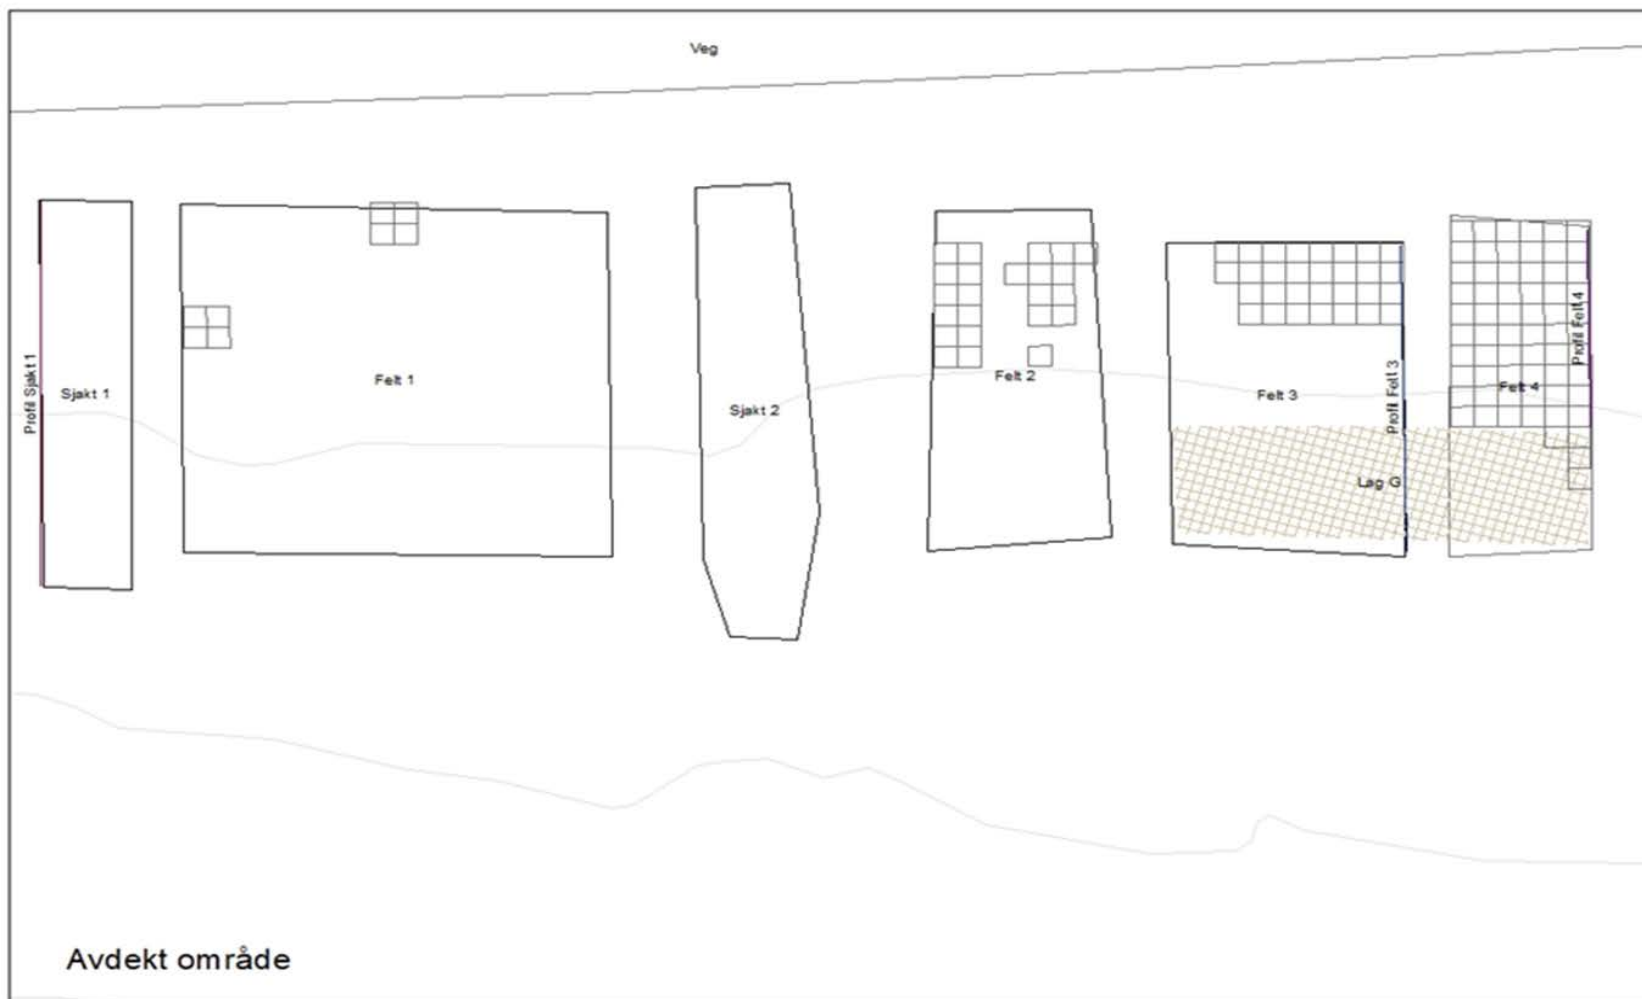 Veg
Profil Sjakt 1
Sjakt 1
Felt 1
Sjakt 2
Felt 2
Felt 3
Profil Felt 3
Lag G
Felt 4
Profil Felt 4
Avdekt område